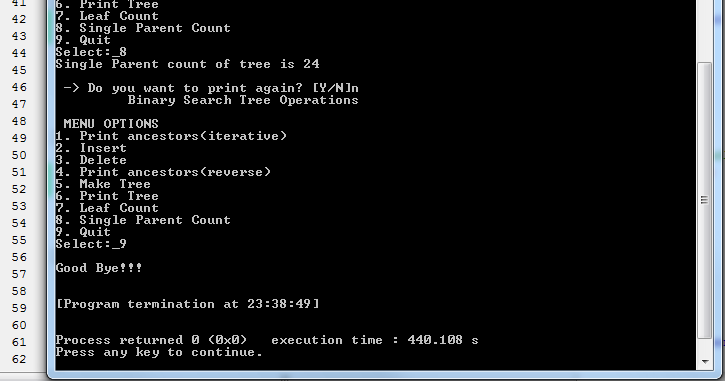 41
42
43
44
45
46
47
48
49
50
51
52
53
54
55
56
57
58
59
60
61
62
6. Print Tree
7. Leaf Count
8. Single Parent Count
9. Quit
Select:_8
Single Parent count of tree is 24
-> Do you want to print again? [Y/N]n
Binary Search Tree Operations
MENU OPTIONS
1. Print ancestors(iterative)
2. Insert
3. Delete
4. Print ancestors(reverse)
5. Make Tree
6. Print Tree
7. Leaf Count
8. Single Parent Count
9. Quit
Select:_9
Good Bye!!!
[Program termination at 23:38:49]
Process returned 0 (0x0)   execution time : 440.108 s
Press any key to continue.